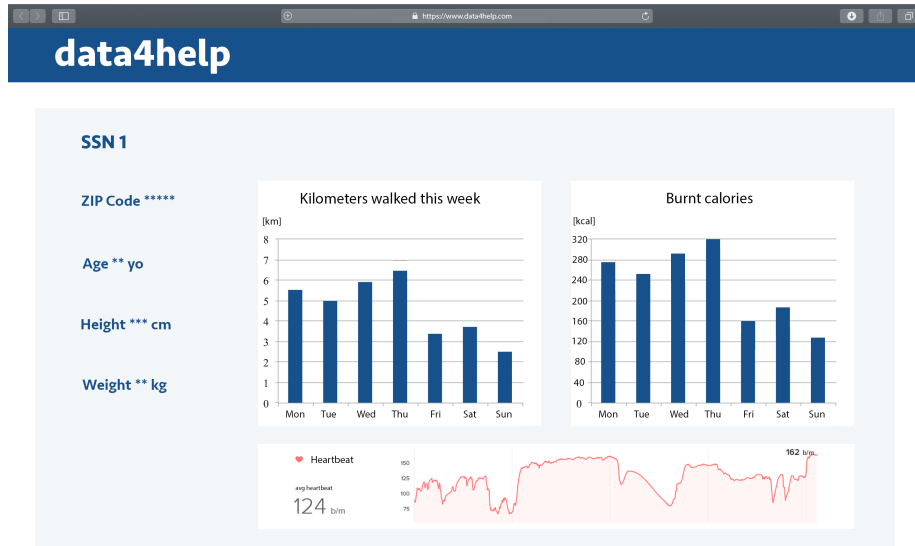 https://www.data4help.com
data4help
SSN 1
ZIP Code *****
Age ** yo
Height *** cm
Weight ** kg
Kilometers walked this week
[km]
8
7
6
5
4
3
2
1
0
Mon Tue Wed Thu Fri Sat Sun
Burnt calories
[kcal]
320
280
240
200
160
120
80
40
0
Mon Tue Wed Thu Fri Sat Sun
Heartbeat
avg heartbeat
124 b/m
162 b/m
150
125
100
75